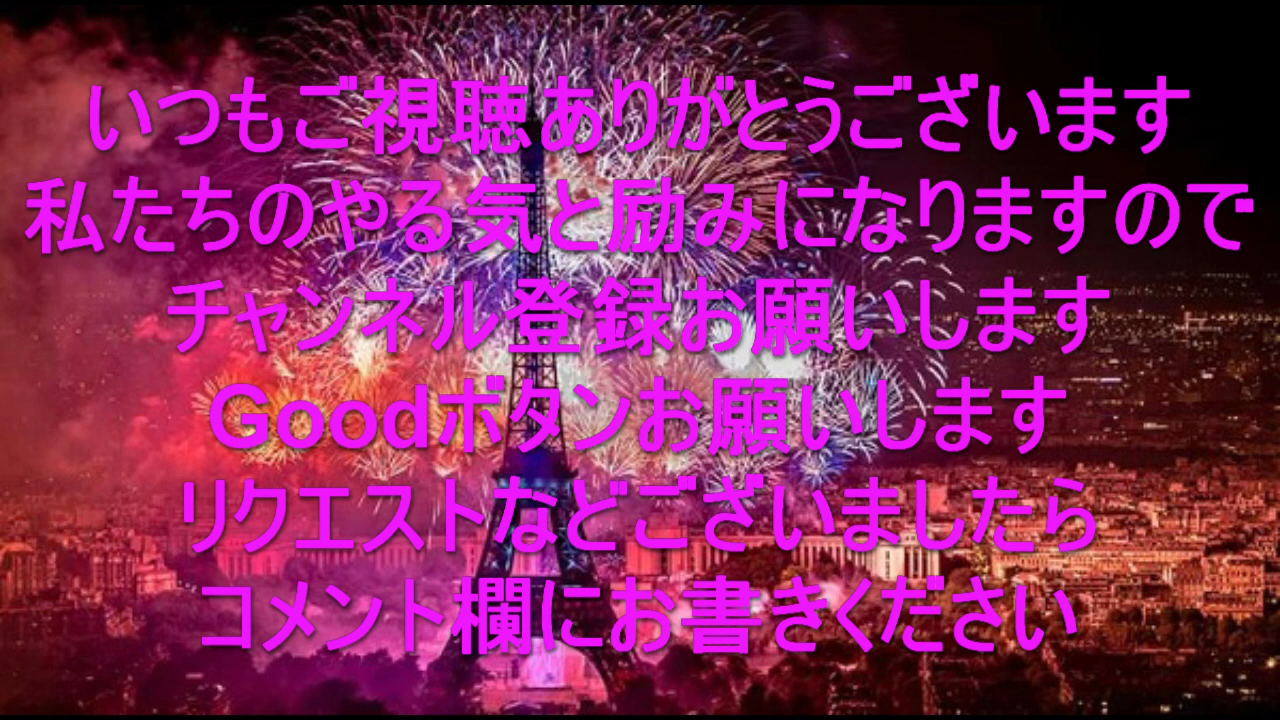 いつもご視聴ありがとうございます
私たちのやる気と励みになりますので
チャンネル登録お願いします
Goodボタンお願いします
リクエストなどございましたら
コメント欄にお書きください